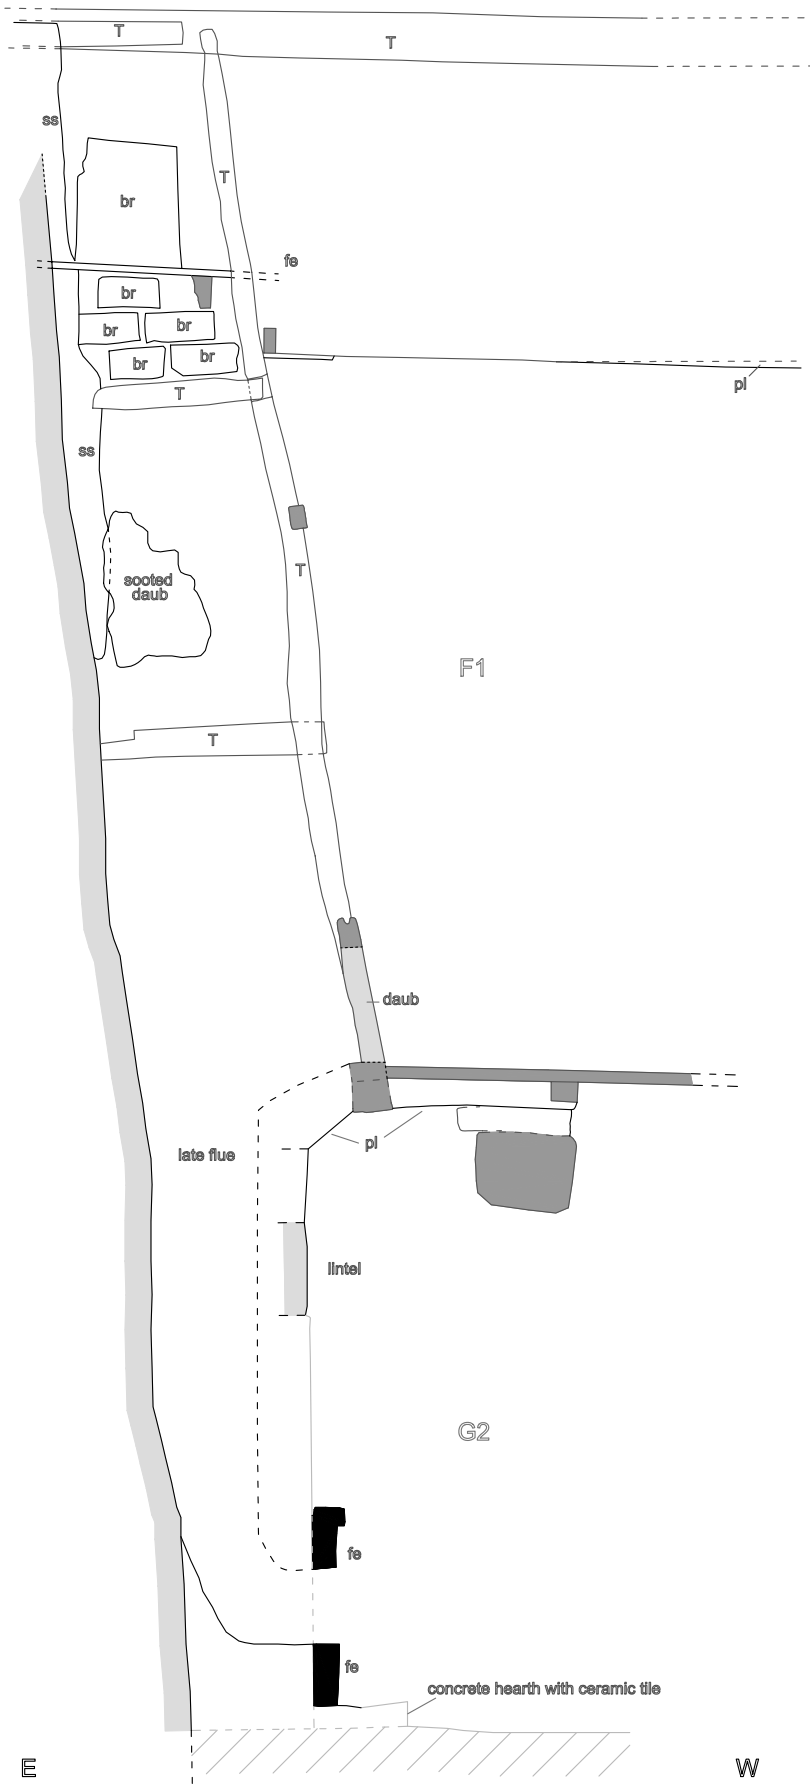 T
T
ss
T
br
fe
br
br
br
br
br
pl
T
ss
T
sooted
daub
F1
T
daub
pl
late flue
lintel
G2
fe
fe
concrete hearth with ceramic tile
E
W